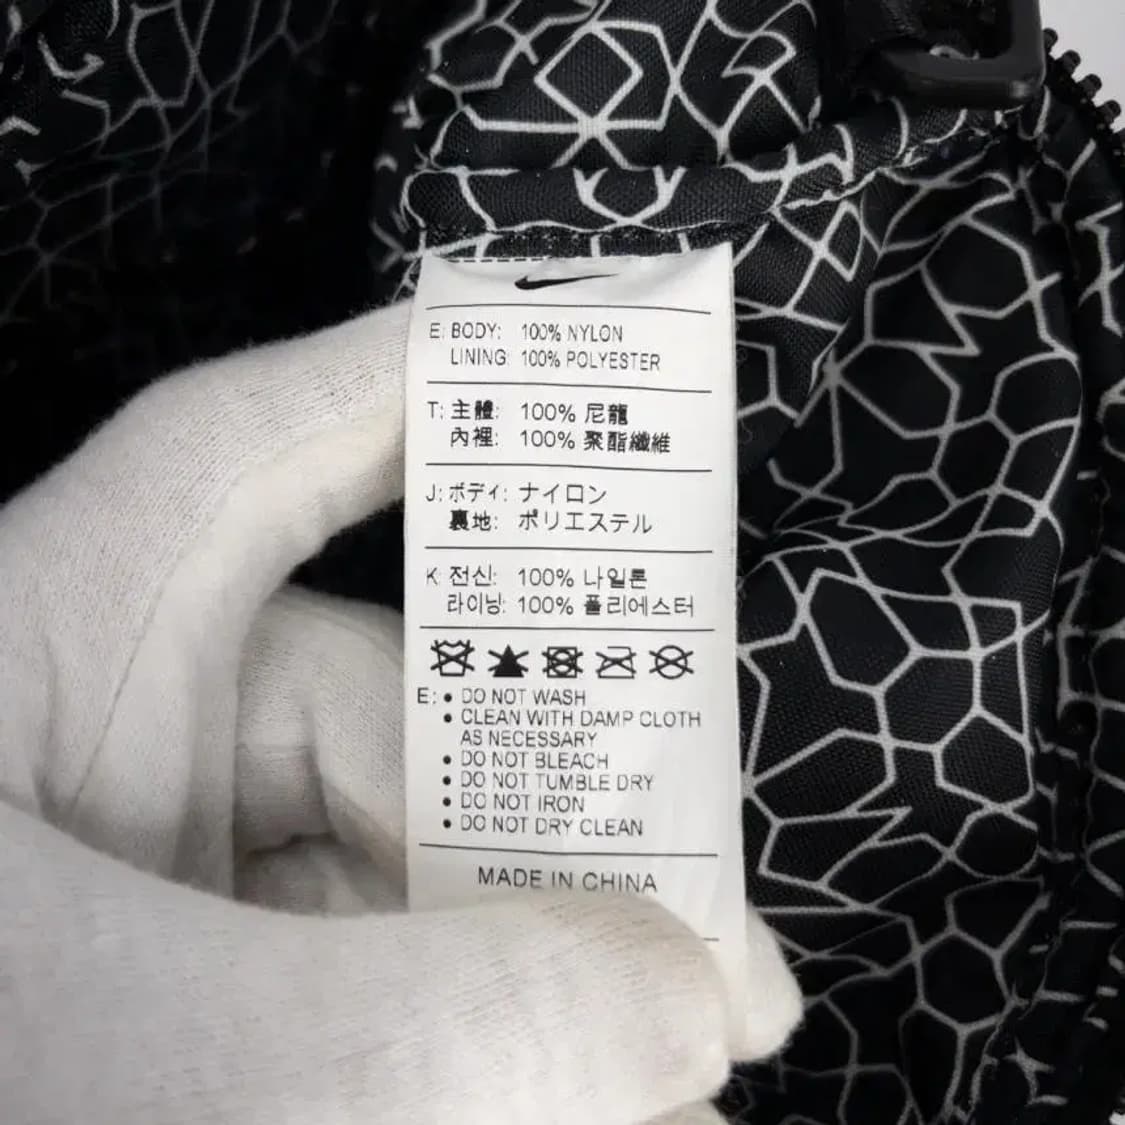 E: BODY: 100% NYLON
LINING: 100% POLYESTER
T: 主體: 100% 尼龍
內裡: 100% 聚酯纖維
J: ボディ: ナイロン
裏地: ポリエステル
K: 전신: 100% 나일론
라이닝: 100% 폴리에스터
E: • DO NOT WASH
• CLEAN WITH DAMP CLOTH
AS NECESSARY
• DO NOT BLEACH
• DO NOT TUMBLE DRY
• DO NOT IRON
• DO NOT DRY CLEAN
MADE IN CHINA